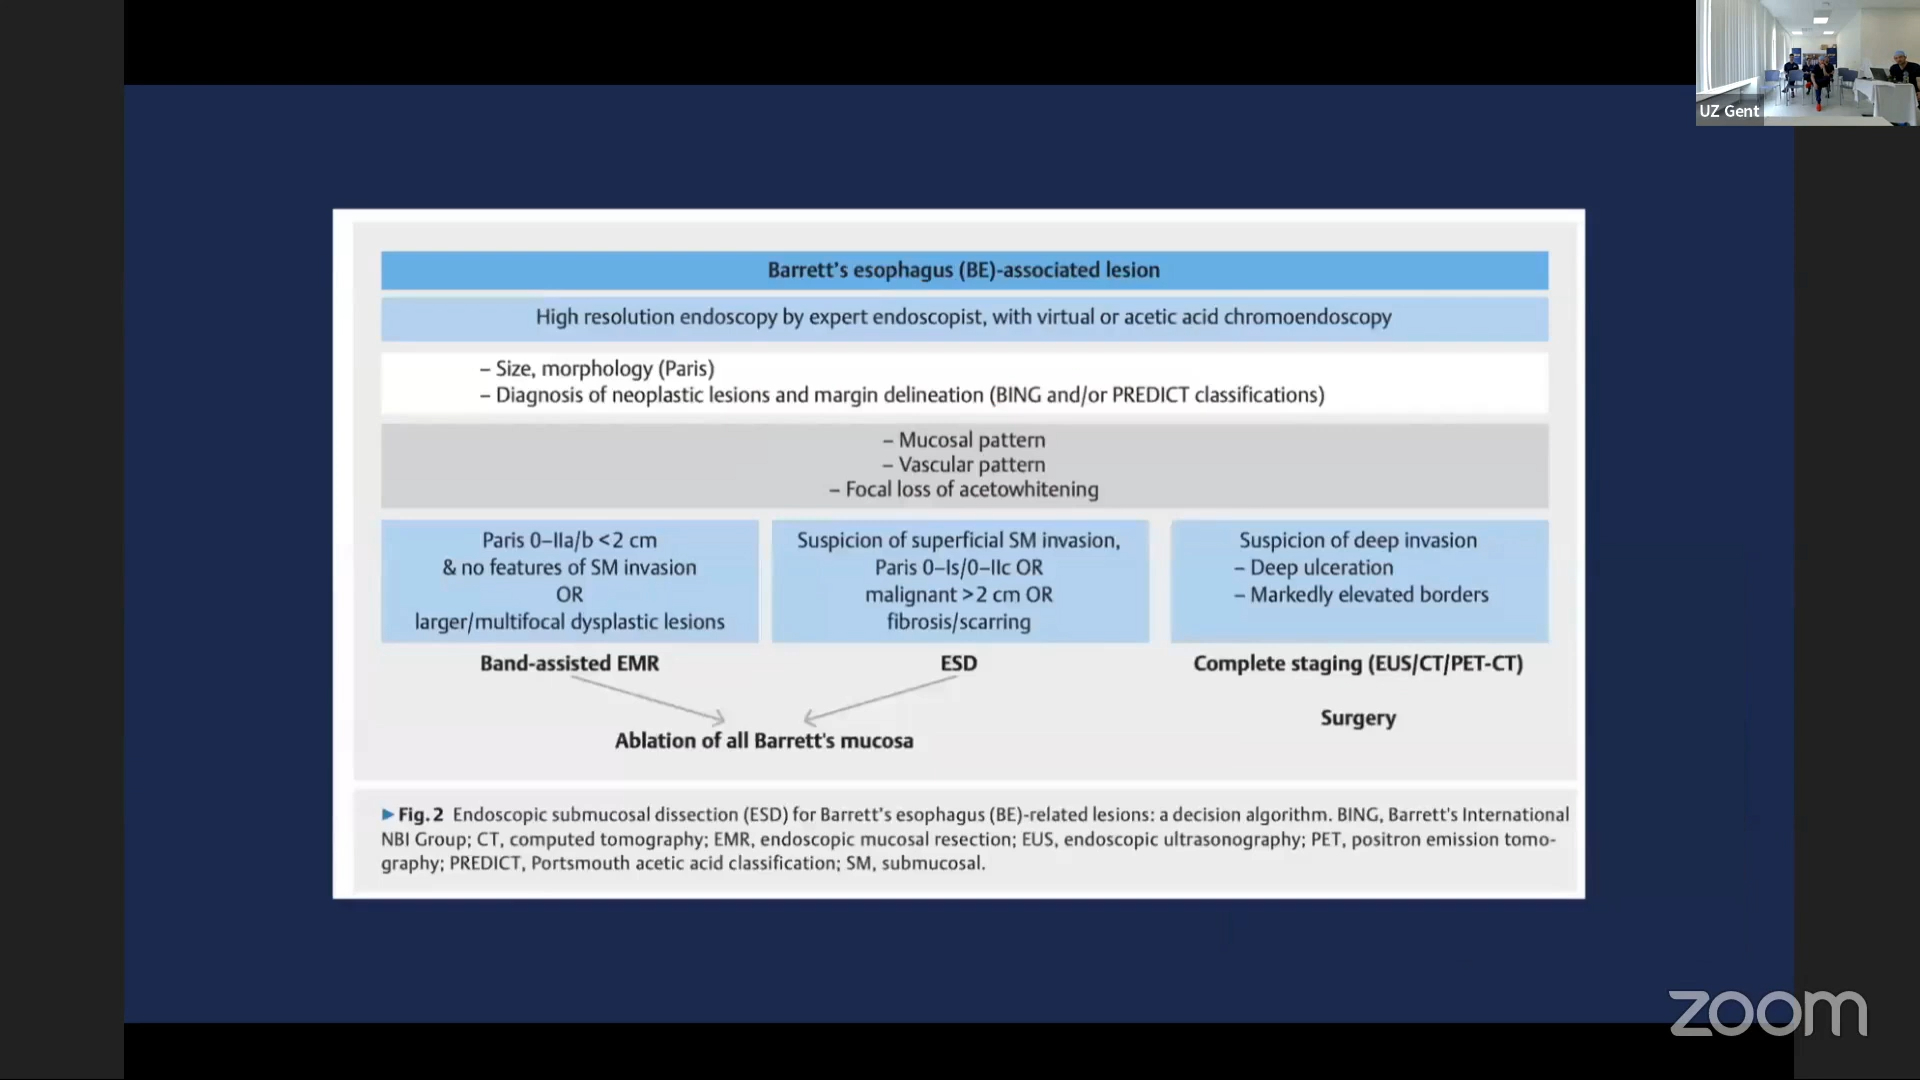 UZ Gent
Barrett's esophagus (BE)-associated lesion
High resolution endoscopy by expert endoscopist, with virtual or acetic acid chromoendoscopy
– Size, morphology (Paris)
– Diagnosis of neoplastic lesions and margin delineation (BING and/or PREDICT classifications)
– Mucosal pattern
– Vascular pattern
– Focal loss of acetowhitening
Paris 0–IIa/b <2 cm
& no features of SM invasion
OR
larger/multifocal dysplastic lesions
Band-assisted EMR
Suspicion of superficial SM invasion,
Paris 0–Is/0–IIc OR
malignant >2 cm OR
fibrosis/scarring
ESD
Suspicion of deep invasion
– Deep ulceration
– Markedly elevated borders
Complete staging (EUS/CT/PET-CT)
Surgery
Ablation of all Barrett's mucosa
▶ Fig. 2 Endoscopic submucosal dissection (ESD) for Barrett's esophagus (BE)-related lesions: a decision algorithm. BING, Barrett's International
NBI Group; CT, computed tomography; EMR, endoscopic mucosal resection; EUS, endoscopic ultrasonography; PET, positron emission tomo-
graphy; PREDICT, Portsmouth acetic acid classification; SM, submucosal.
zoom